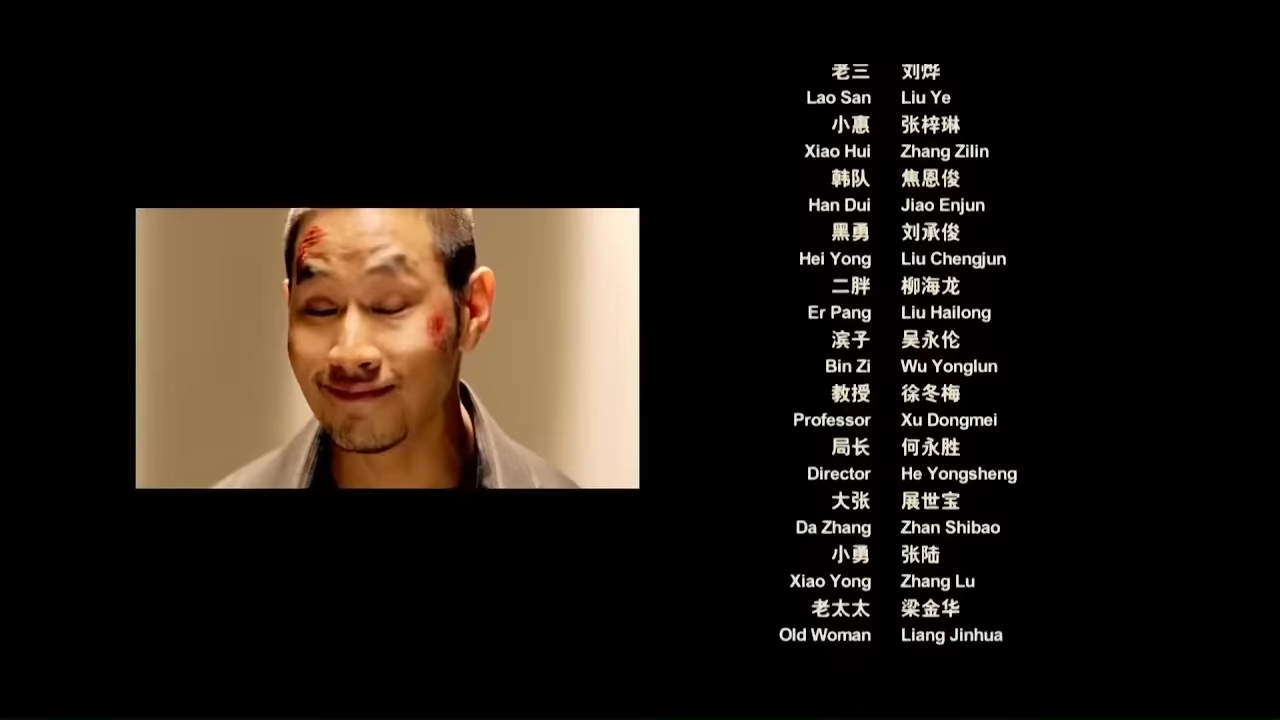 老三 刘烨
Lao San Liu Ye
小惠 张梓琳
Xiao Hui Zhang Zilin
韩队 焦恩俊
Han Dui Jiao Enjun
黑勇 刘承俊
Hei Yong Liu Chengjun
二胖 柳海龙
Er Pang Liu Hailong
滨子 吴永伦
Bin Zi Wu Yonglun
教授 徐冬梅
Professor Xu Dongmei
局长 何永胜
Director He Yongsheng
大张 展世宝
Da Zhang Zhan Shibao
小勇 张陆
Xiao Yong Zhang Lu
老太太 梁金华
Old Woman Liang Jinhua